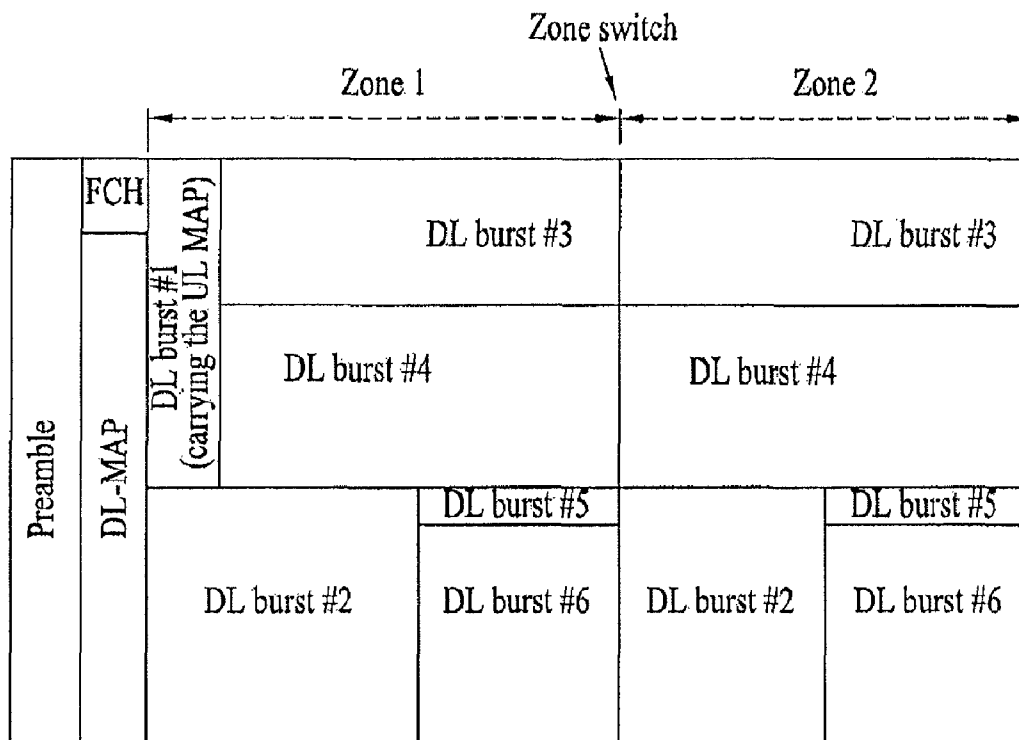 Zone switch
Zone 1
Zone 2
Preamble
FCH
DL-MAP
DL burst #1
(carrying the UL MAP)
DL burst #3
DL burst #3
DL burst #4
DL burst #4
DL burst #5
DL burst #5
DL burst #2
DL burst #6
DL burst #2
DL burst #6